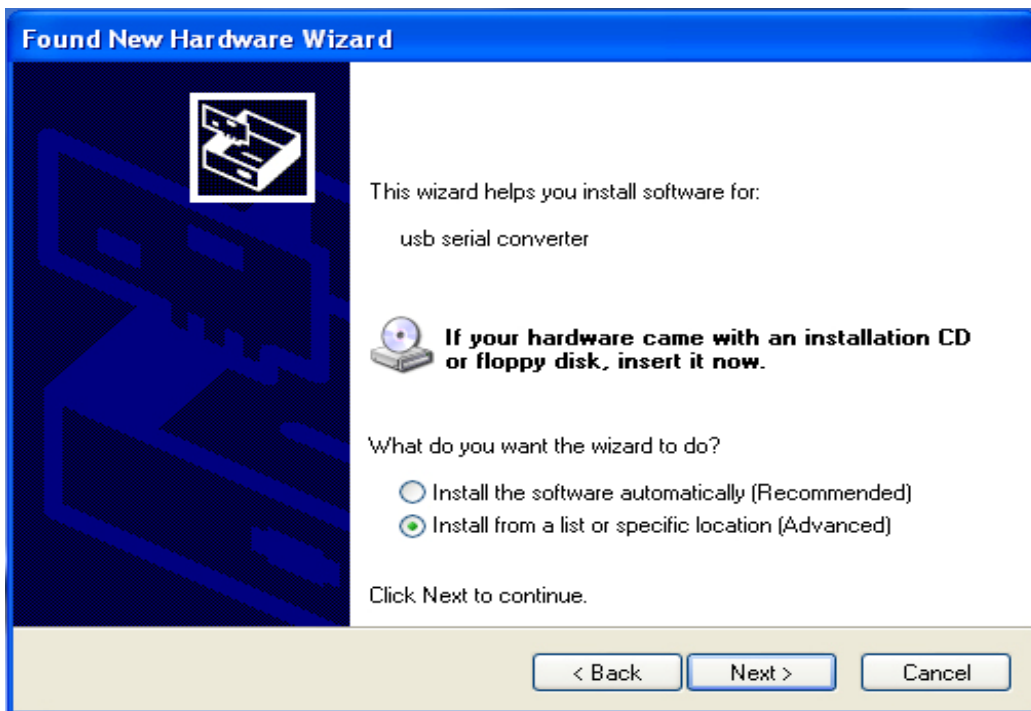 Found New Hardware Wizard
This wizard helps you install software for:
usb serial converter
If your hardware came with an installation CD
or floppy disk, insert it now.
What do you want the wizard to do?
Install the software automatically (Recommended)
Install from a list or specific location (Advanced)
Click Next to continue.
< Back
Next >
Cancel